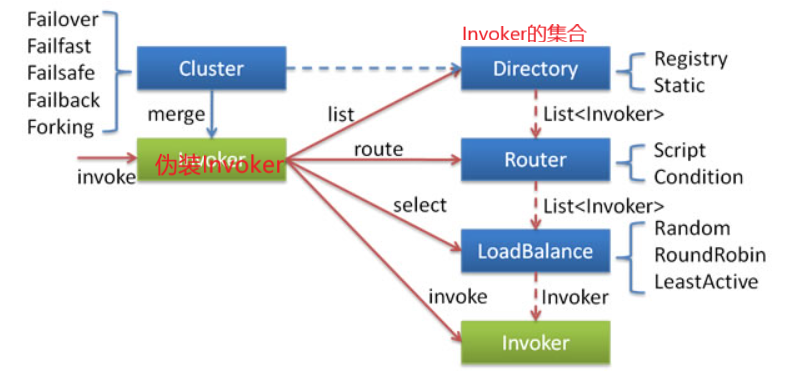 Failover
Failfast
Failsafe
Failback
Forking
Cluster
merge
invoke
伪装Invoker
list
route
select
invoke
Invoker的集合
Directory
Registry
Static
List<Invoker>
Router
Script
Condition
List<Invoker>
LoadBalance
Random
RoundRobin
LeastActive
Invoker
Invoker